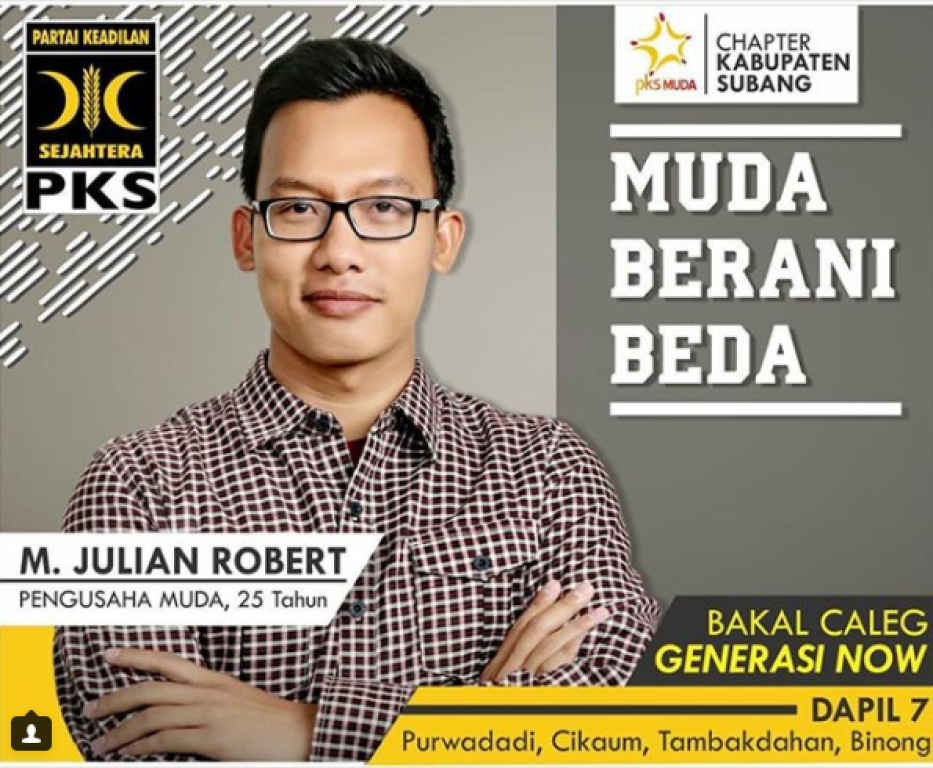 PARTAI KEADILAN
SEJAHTERA
PKS
PKS MUDA
CHAPTER
KABUPATEN
SUBANG
MUDA
BERANI
BEDA
M. JULIAN ROBERT
PENGUSAHA MUDA, 25 Tahun
BAKAL CALEG
GENERASI NOW
DAPIL 7
Purwadadi, Cikaum, Tambakdahan, Binong